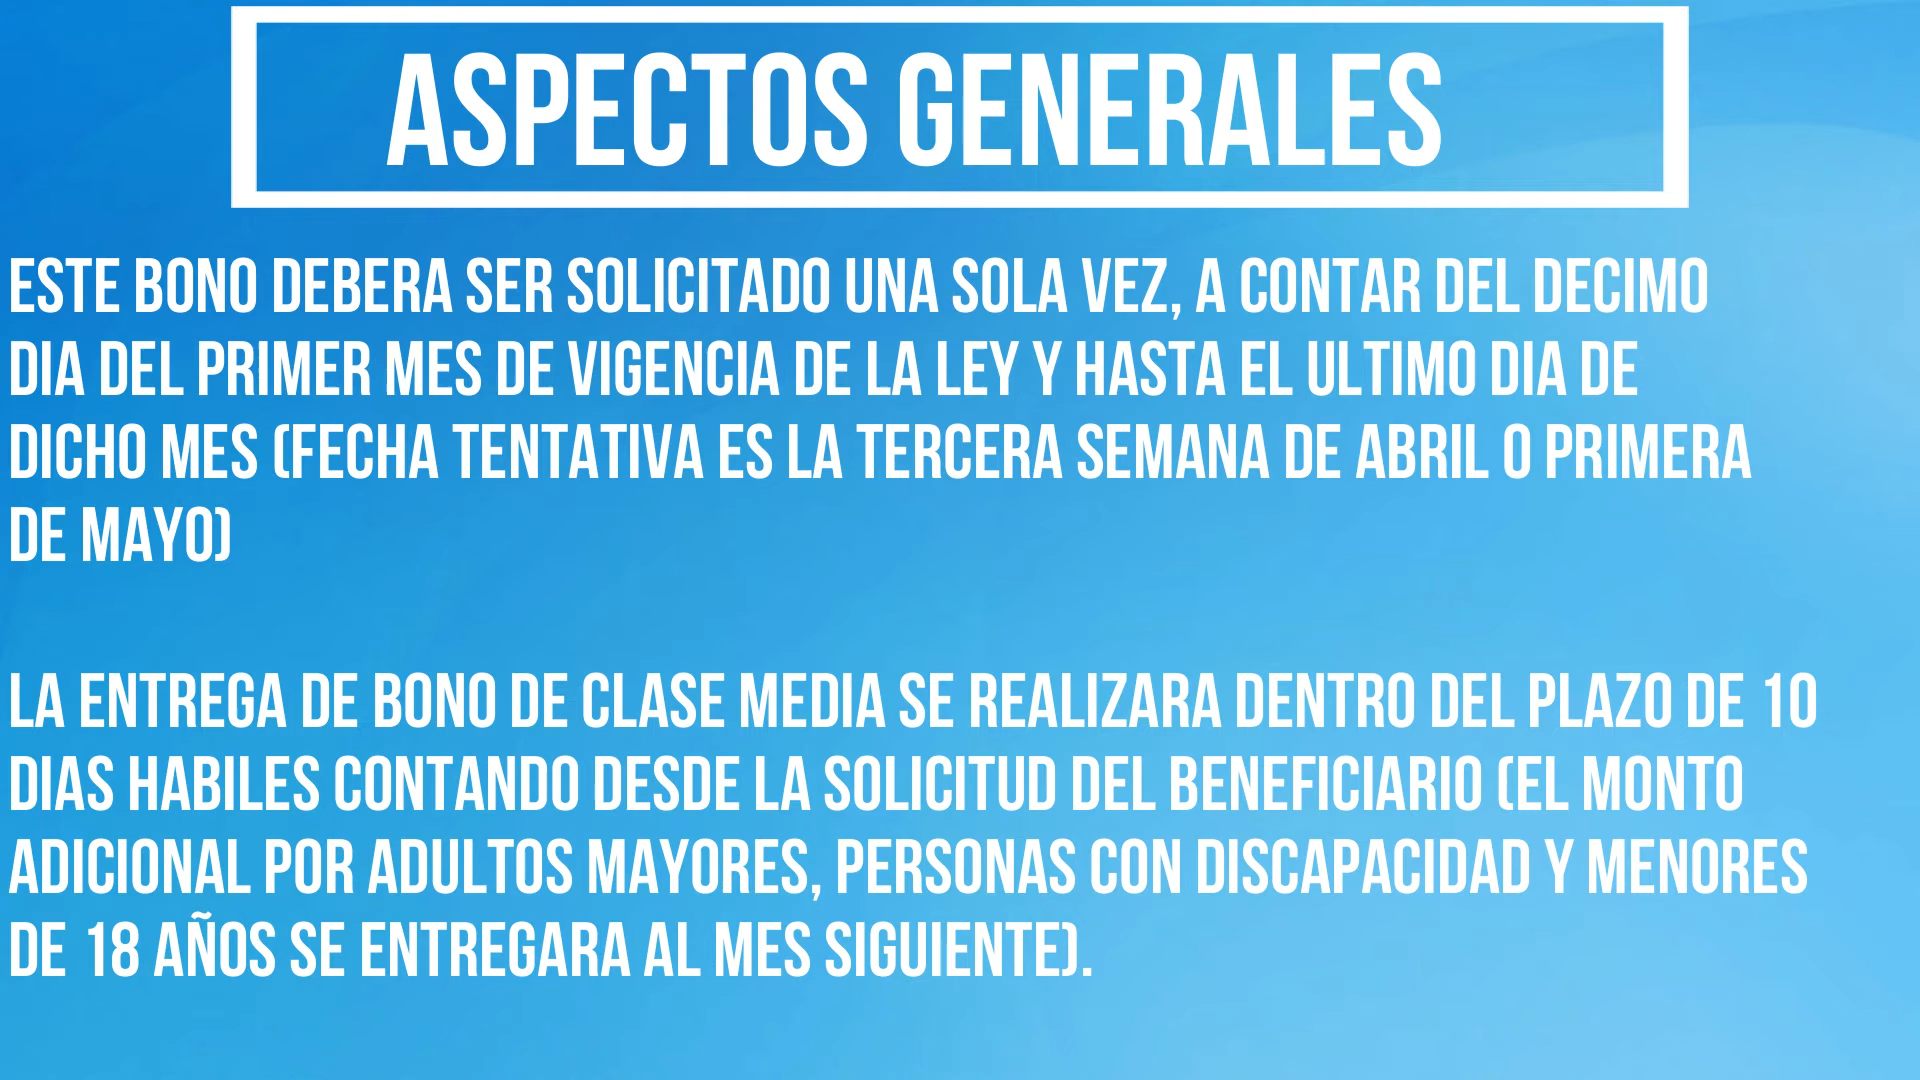 ASPECTOS GENERALES
ESTE BONO DEBERA SER SOLICITADO UNA SOLA VEZ, A CONTAR DEL DECIMO
DIA DEL PRIMER MES DE VIGENCIA DE LA LEY Y HASTA EL ULTIMO DIA DE
DICHO MES (FECHA TENTATIVA ES LA TERCERA SEMANA DE ABRIL O PRIMERA
DE MAYO)
LA ENTREGA DE BONO DE CLASE MEDIA SE REALIZARA DENTRO DEL PLAZO DE 10
DIAS HABILES CONTANDO DESDE LA SOLICITUD DEL BENEFICIARIO (EL MONTO
ADICIONAL POR ADULTOS MAYORES, PERSONAS CON DISCAPACIDAD Y MENORES
DE 18 AÑOS SE ENTREGARA AL MES SIGUIENTE).